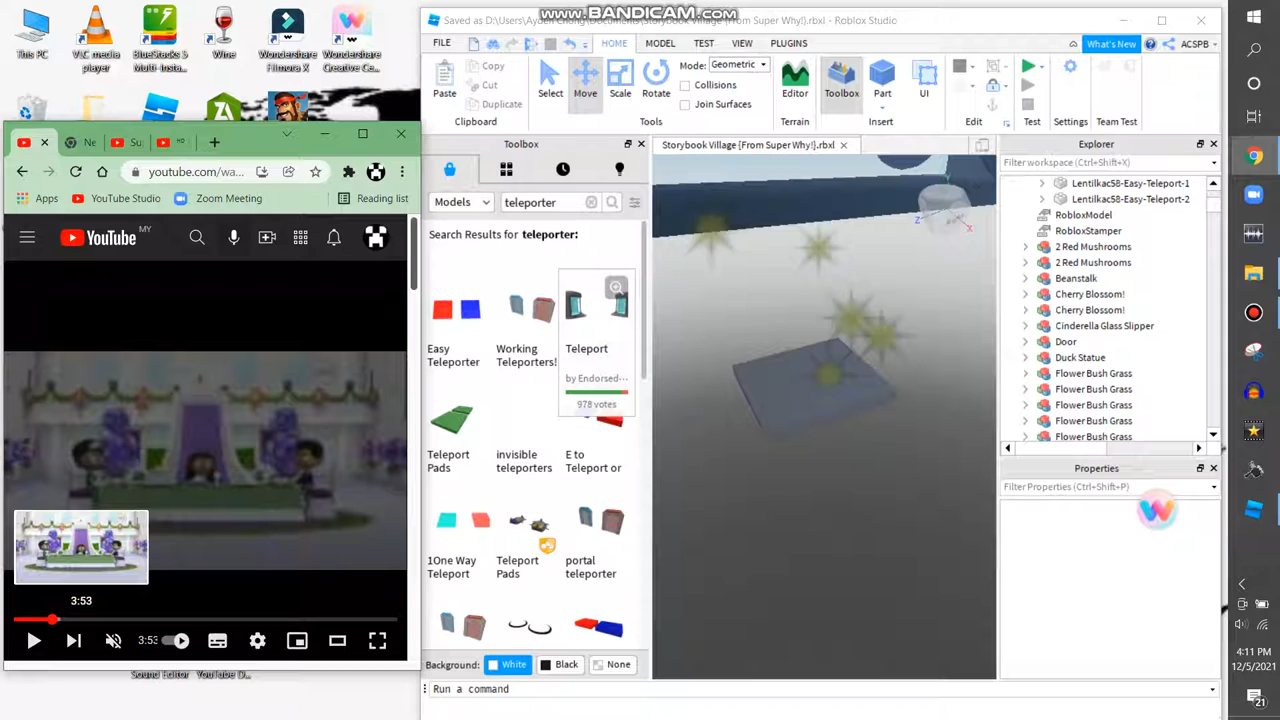 www.BANDICAM.com
This PC
VLC media player
BlueStacks 5 Multi-Insta...
Wine
Wondershare Filmora X
Wondershare Creative Ce...
Saved as D:\Users\Ayden Chong\Documents\Storybook Village {From Super Why!}.rbxl - Roblox Studio
FILE HOME MODEL TEST VIEW PLUGINS What's New ACSPB
Paste Copy Cut Duplicate Clipboard
Select Move Scale Rotate Mode: Geometric Collisions Join Surfaces Tools
Editor Terrain
Toolbox Part UI Insert
Edit
Test
Settings
Team Test
Ne
Su
HD
youtube.com/wa...
Apps YouTube Studio Zoom Meeting Reading list
YouTube MY
3:53
3:53
Sound Editor YouTube D...
Toolbox
Models teleporter
Search Results for teleporter:
Easy Teleporter
Working Teleporters!
Teleport
by Endorsed...
978 votes
Teleport Pads
invisible teleporters
E to Teleport or
1One Way Teleport
Teleport Pads
portal teleporter
Background: White Black None
Run a command
Storybook Village {From Super Why!}.rbxl
Z
X
Explorer
Filter workspace (Ctrl+Shift+X)
Lentilkac58-Easy-Teleport-1
Lentilkac58-Easy-Teleport-2
RobloxModel
RobloxStamper
2 Red Mushrooms
2 Red Mushrooms
Beanstalk
Cherry Blossom!
Cherry Blossom!
Cinderella Glass Slipper
Door
Duck Statue
Flower Bush Grass
Flower Bush Grass
Flower Bush Grass
Flower Bush Grass
Flower Bush Grass
Properties
Filter Properties (Ctrl+Shift+P)
4:11 PM
12/5/2021
21